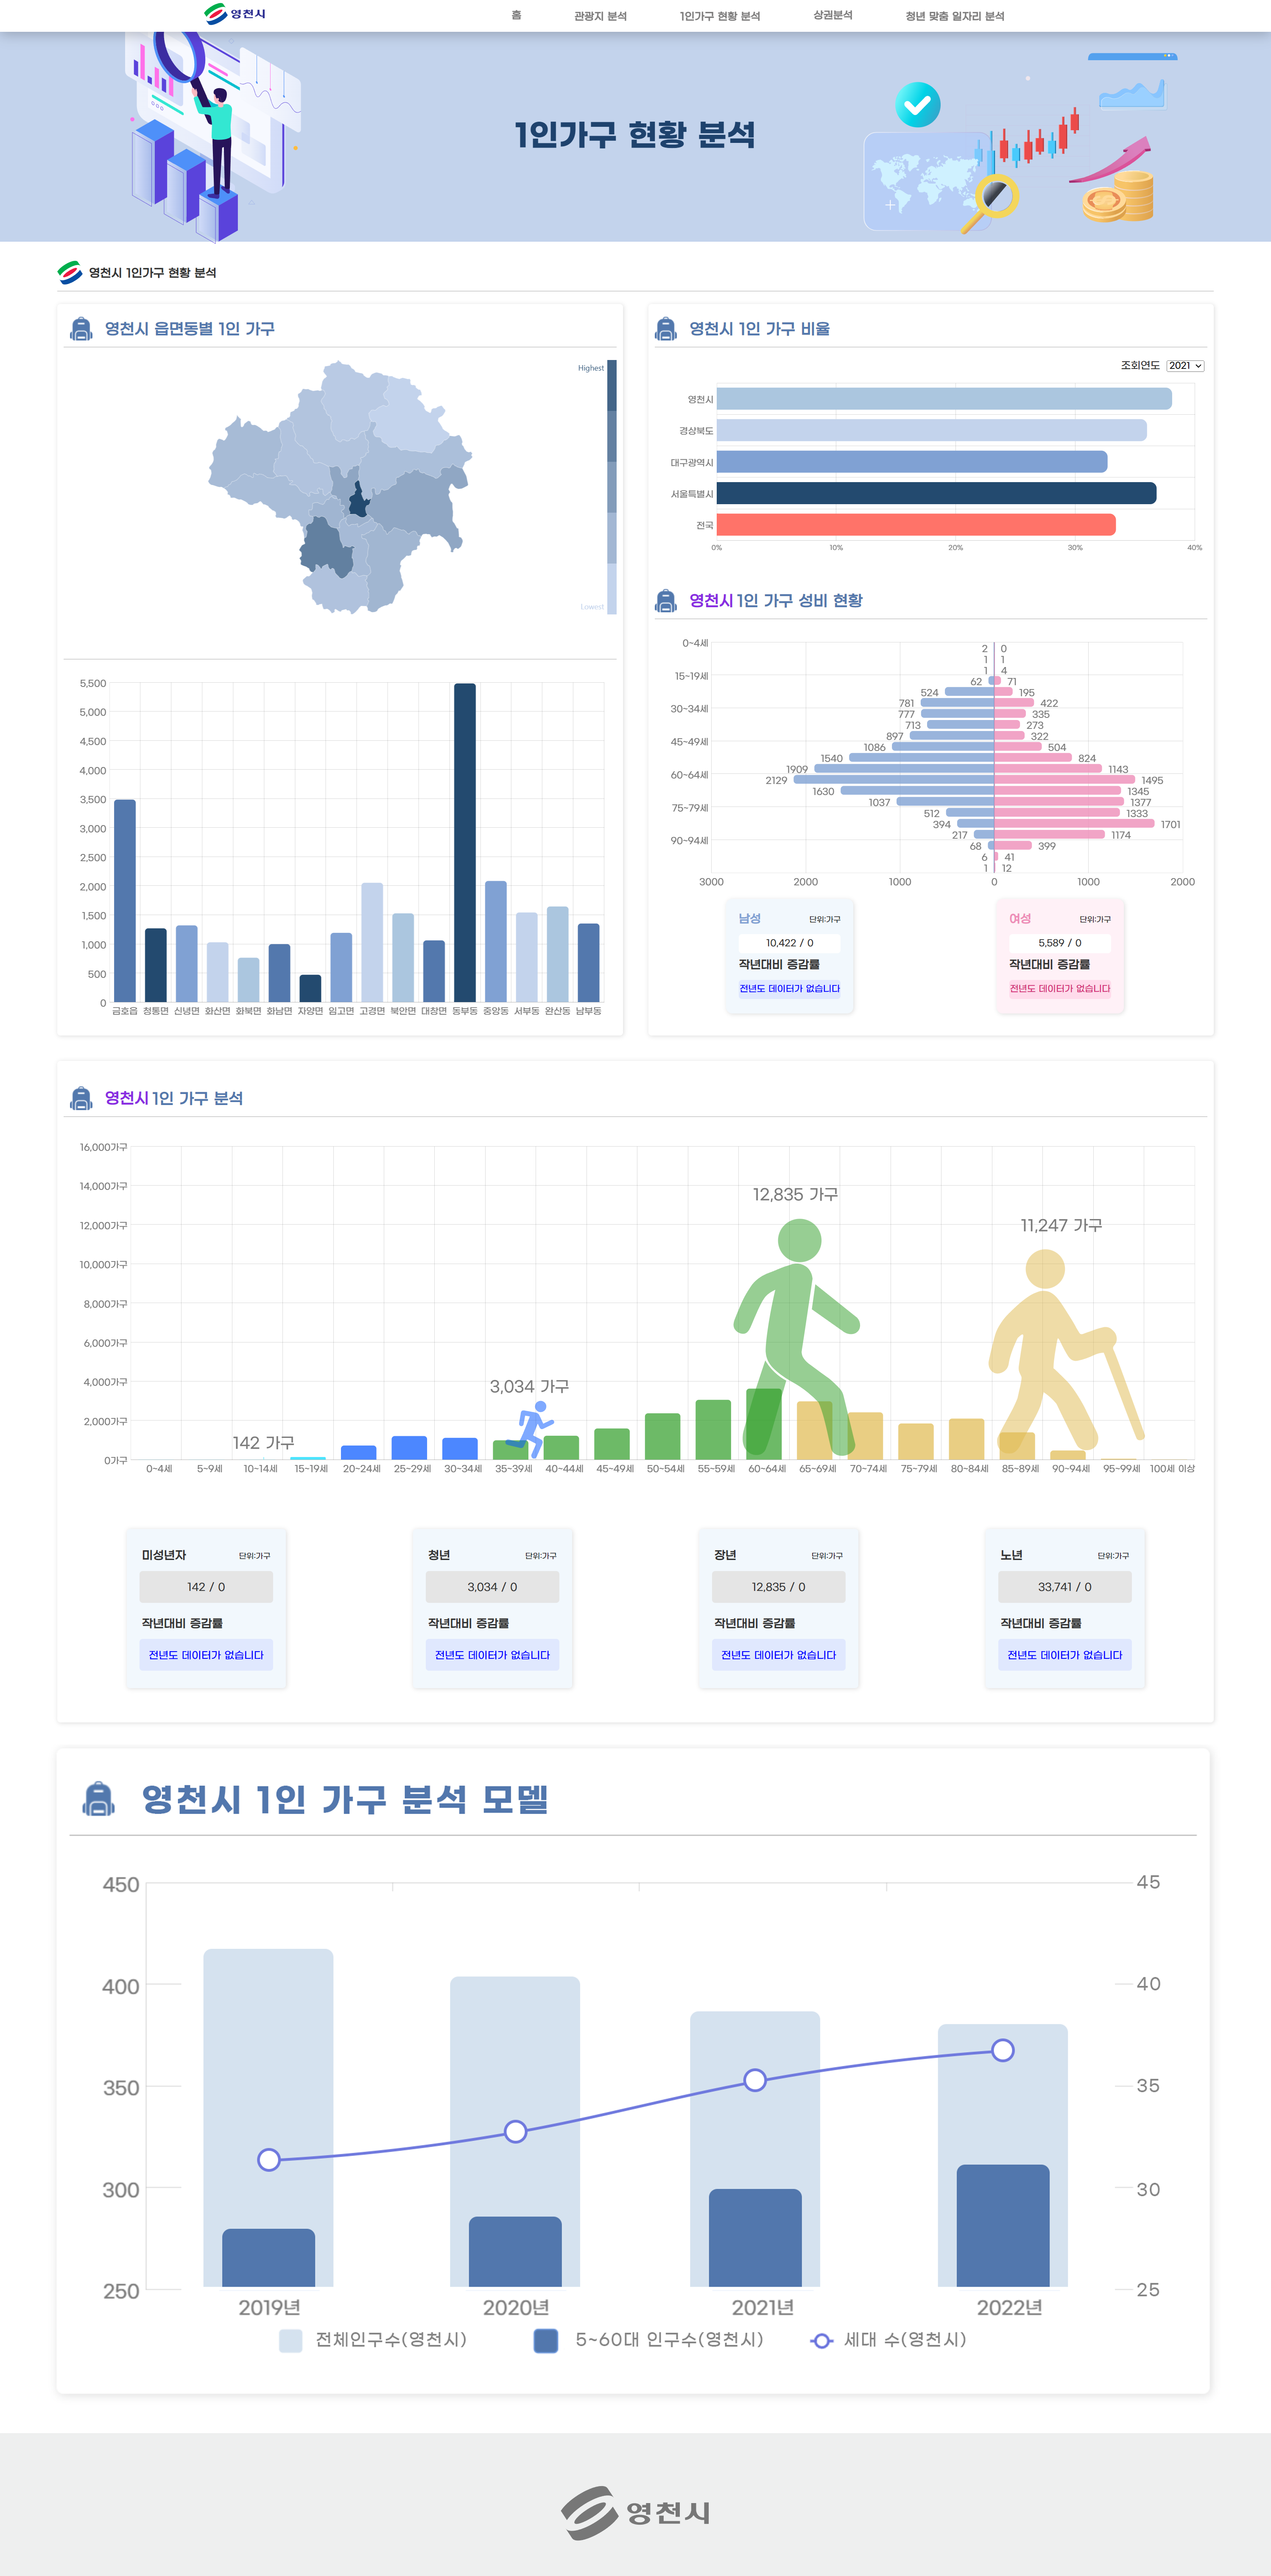 영천시
홈
관광지 분석
1인가구 현황 분석
상권분석
청년 맞춤 일자리 분석
1인가구 현황 분석
영천시 1인가구 현황 분석
영천시 읍면동별 1인 가구
Highest
Lowest
5,500
5,000
4,500
4,000
3,500
3,000
2,500
2,000
1,500
1,000
500
0
금호읍 청통면 신녕면 화산면 화북면 화남면 자양면 임고면 고경면 북안면 대창면 동부동 중앙동 서부동 완산동 남부동
영천시 1인 가구 비율
조회연도 2021
영천시
경상북도
대구광역시
서울특별시
전국
0% 10% 20% 30% 40%
영천시 1인 가구 성비 현황
0~4세
15~19세
30~34세
45~49세
60~64세
75~79세
90~94세
2 0
1 1
1 4
62 71
524 195
781 422
777 335
713 273
897 322
1086 504
1540 824
1909 1143
2129 1495
1630 1345
1037 1377
512 1333
394 1701
217 1174
68 399
6 41
1 12
3000 2000 1000 0 1000 2000
남성 단위:가구
10,422 / 0
작년대비 증감률
전년도 데이터가 없습니다
여성 단위:가구
5,589 / 0
작년대비 증감률
전년도 데이터가 없습니다
영천시 1인 가구 분석
16,000가구
14,000가구
12,000가구
10,000가구
8,000가구
6,000가구
4,000가구
2,000가구
0가구
142 가구
3,034 가구
12,835 가구
11,247 가구
0~4세 5~9세 10~14세 15~19세 20~24세 25~29세 30~34세 35~39세 40~44세 45~49세 50~54세 55~59세 60~64세 65~69세 70~74세 75~79세 80~84세 85~89세 90~94세 95~99세 100세 이상
미성년자 단위:가구
142 / 0
작년대비 증감률
전년도 데이터가 없습니다
청년 단위:가구
3,034 / 0
작년대비 증감률
전년도 데이터가 없습니다
장년 단위:가구
12,835 / 0
작년대비 증감률
전년도 데이터가 없습니다
노년 단위:가구
33,741 / 0
작년대비 증감률
전년도 데이터가 없습니다
영천시 1인 가구 분석 모델
450
400
350
300
250
45
40
35
30
25
2019년 2020년 2021년 2022년
전체인구수(영천시) 5~60대 인구수(영천시) 세대 수(영천시)
영천시